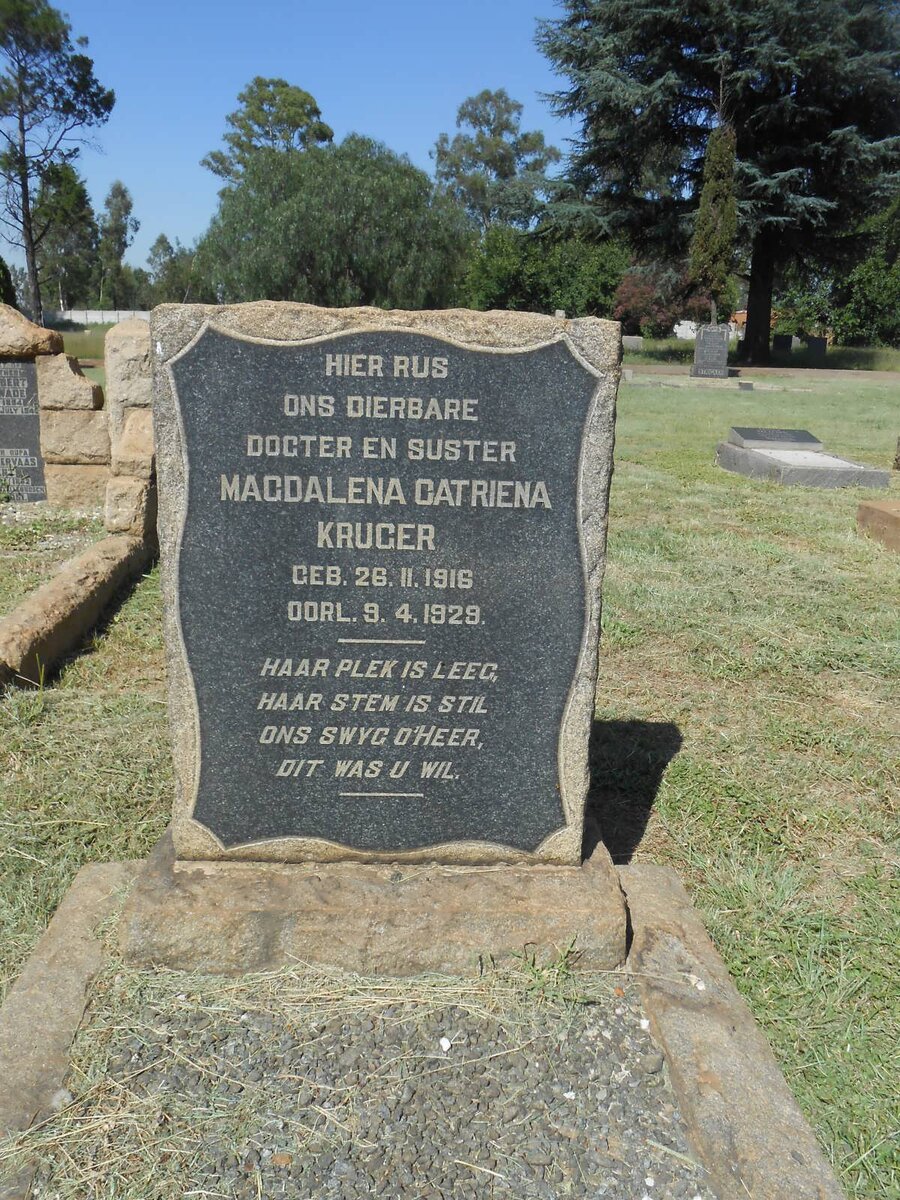 HIER RUS
ONS DIERBARE
DOGTER EN SUSTER
MAGDALENA CATRIENA
KRUGER
GEB. 26. 11. 1916
OORL. 9. 4. 1929.
HAAR PLEK IS LEEG,
HAAR STEM IS STIL
ONS SWYG O'HEER,
DIT WAS U WIL.